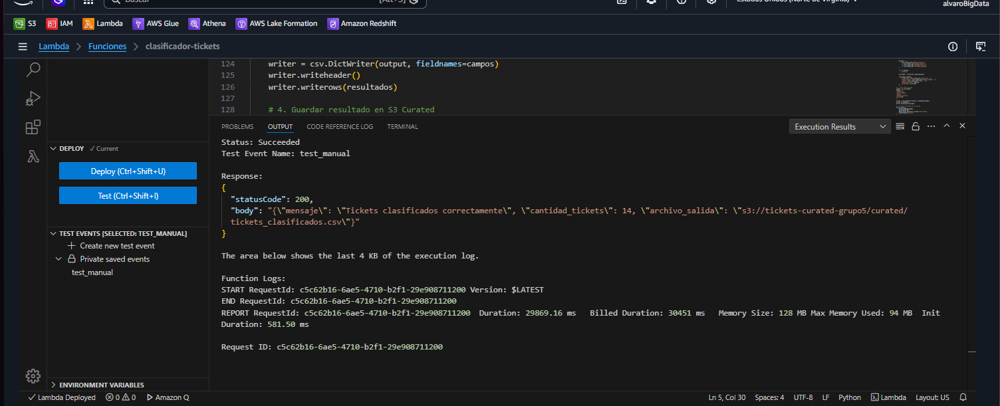 Buscar [Alt+S] Estados Unidos (Norte de Virginia)
alvaroBigData
S3 IAM Lambda AWS Glue Athena AWS Lake Formation Amazon Redshift
Lambda > Funciones > clasificador-tickets
124 writer = csv.DictWriter(output, fieldnames=campos)
125 writer.writeheader()
126 writer.writerows(resultados)
127
128 # 4. Guardar resultado en S3 Curated
PROBLEMS OUTPUT CODE REFERENCE LOG TERMINAL Execution Results
Status: Succeeded
Test Event Name: test_manual
Response:
{
"statusCode": 200,
"body": "{\"mensaje\": \"Tickets clasificados correctamente\", \"cantidad_tickets\": 14, \"archivo_salida\": \"s3://tickets-curated-grupo5/curated/
tickets_clasificados.csv\"}"
}
The area below shows the last 4 KB of the execution log.
Function Logs:
START RequestId: c5c62b16-6ae5-4710-b2f1-29e908711200 Version: $LATEST
END RequestId: c5c62b16-6ae5-4710-b2f1-29e908711200
REPORT RequestId: c5c62b16-6ae5-4710-b2f1-29e908711200 Duration: 29869.16 ms Billed Duration: 30451 ms Memory Size: 128 MB Max Memory Used: 94 MB Init
Duration: 581.50 ms
Request ID: c5c62b16-6ae5-4710-b2f1-29e908711200
DEPLOY ✓ Current
Deploy (Ctrl+Shift+U)
Test (Ctrl+Shift+I)
TEST EVENTS [SELECTED: TEST_MANUAL]
Create new test event
Private saved events
test_manual
ENVIRONMENT VARIABLES
Lambda Deployed 0 0 Amazon Q Ln 5, Col 30 Spaces: 4 UTF-8 LF Python Lambda Layout: US